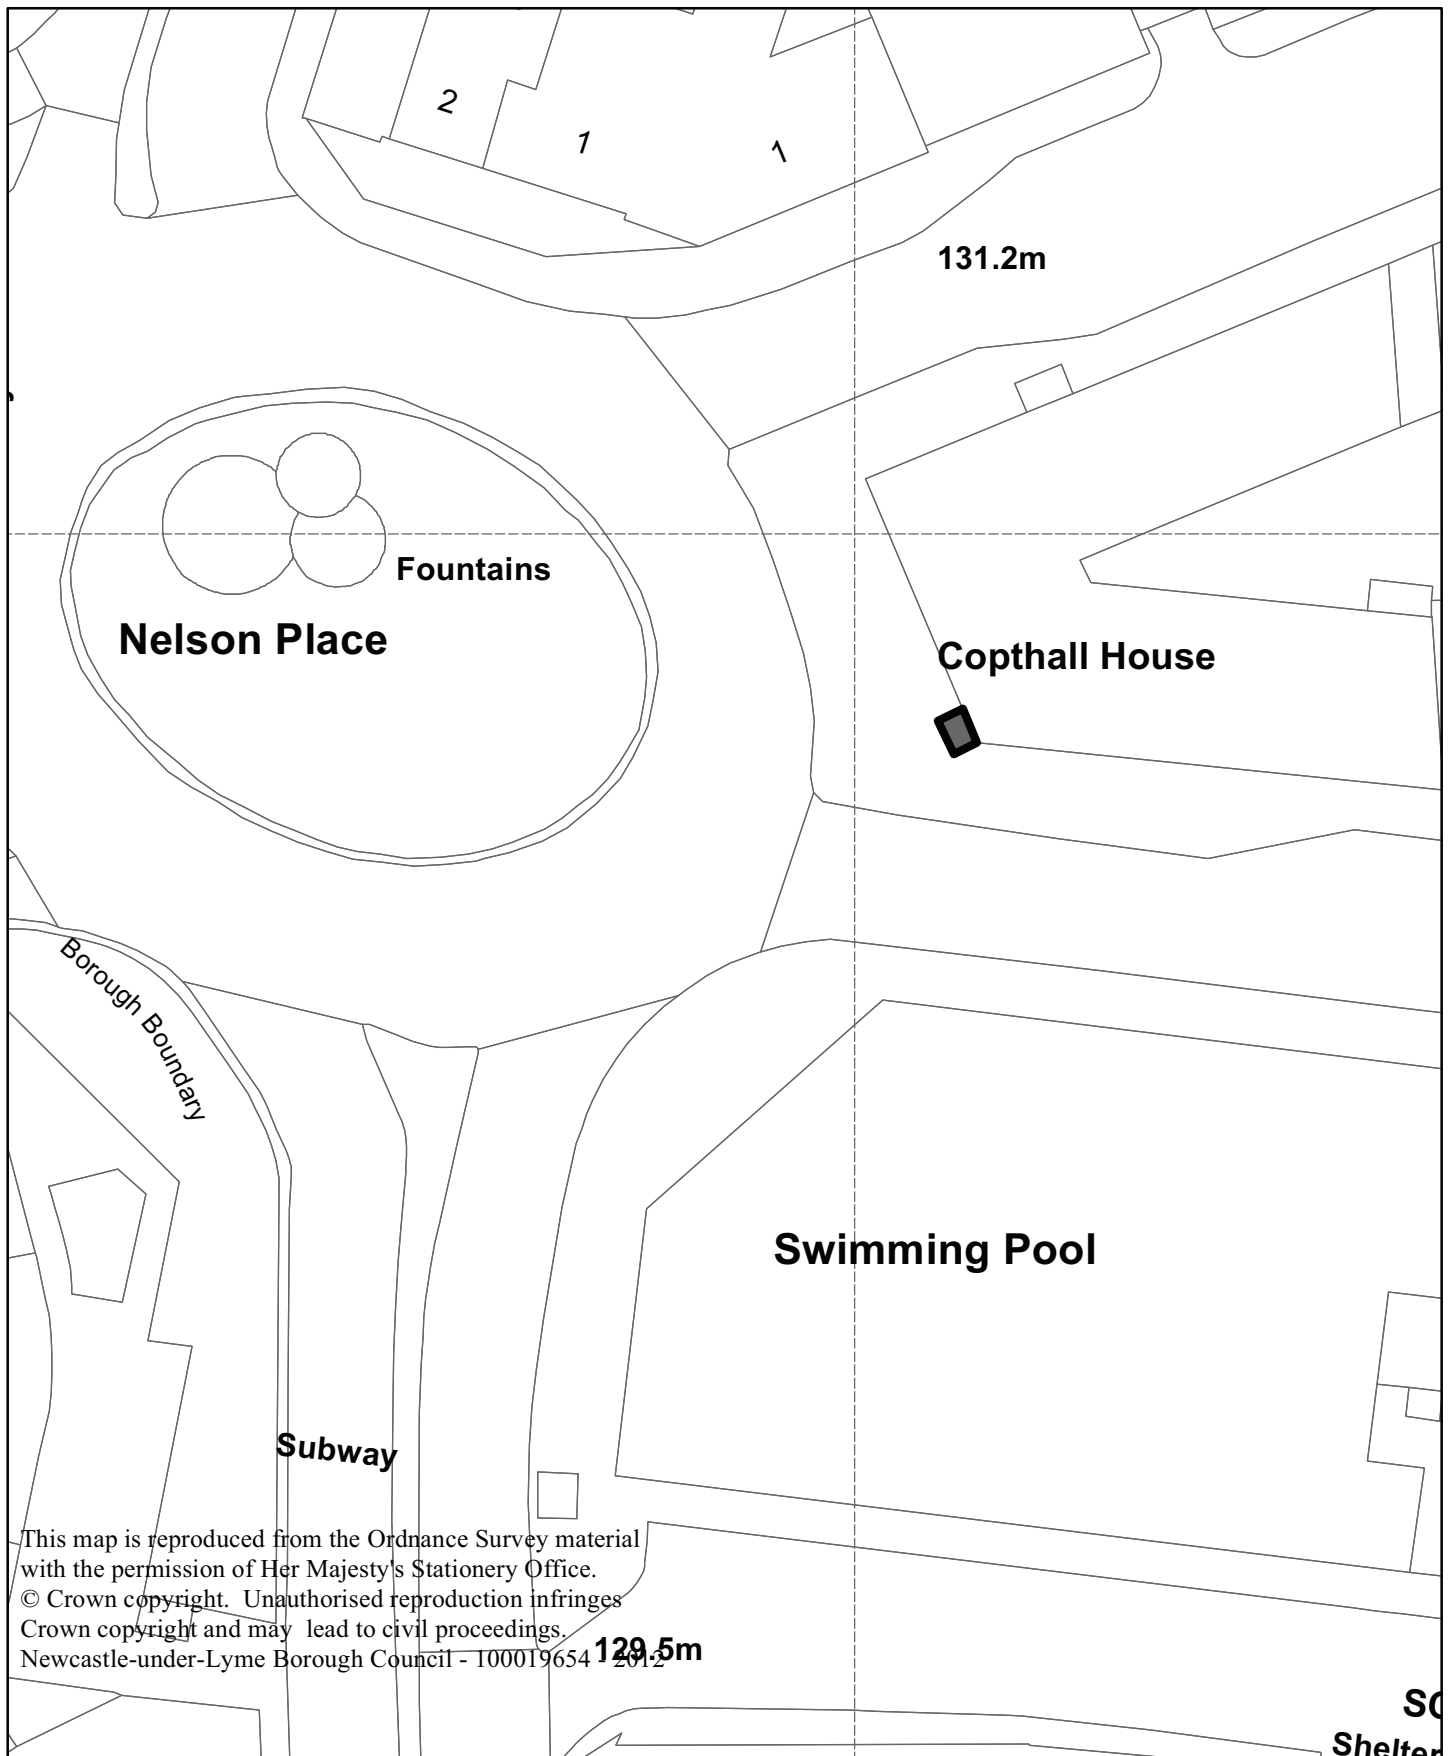 2
1
1
131.2m
Fountains
Nelson Place
Copthall House
Borough Boundary
Swimming Pool
Subway
This map is reproduced from the Ordnance Survey material
with the permission of Her Majesty's Stationery Office.
© Crown copyright. Unauthorised reproduction infringes
Crown copyright and may lead to civil proceedings.
Newcastle-under-Lyme Borough Council - 100019654 - 2012
129.5m
Shelter